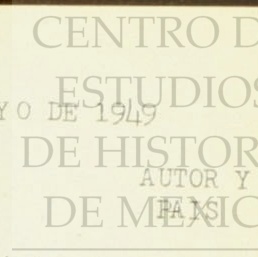 CENTRO D
ESTUDIOS
YO DE 1949
DE HISTOR
AUTOR Y
PAIS
DE MEXIC